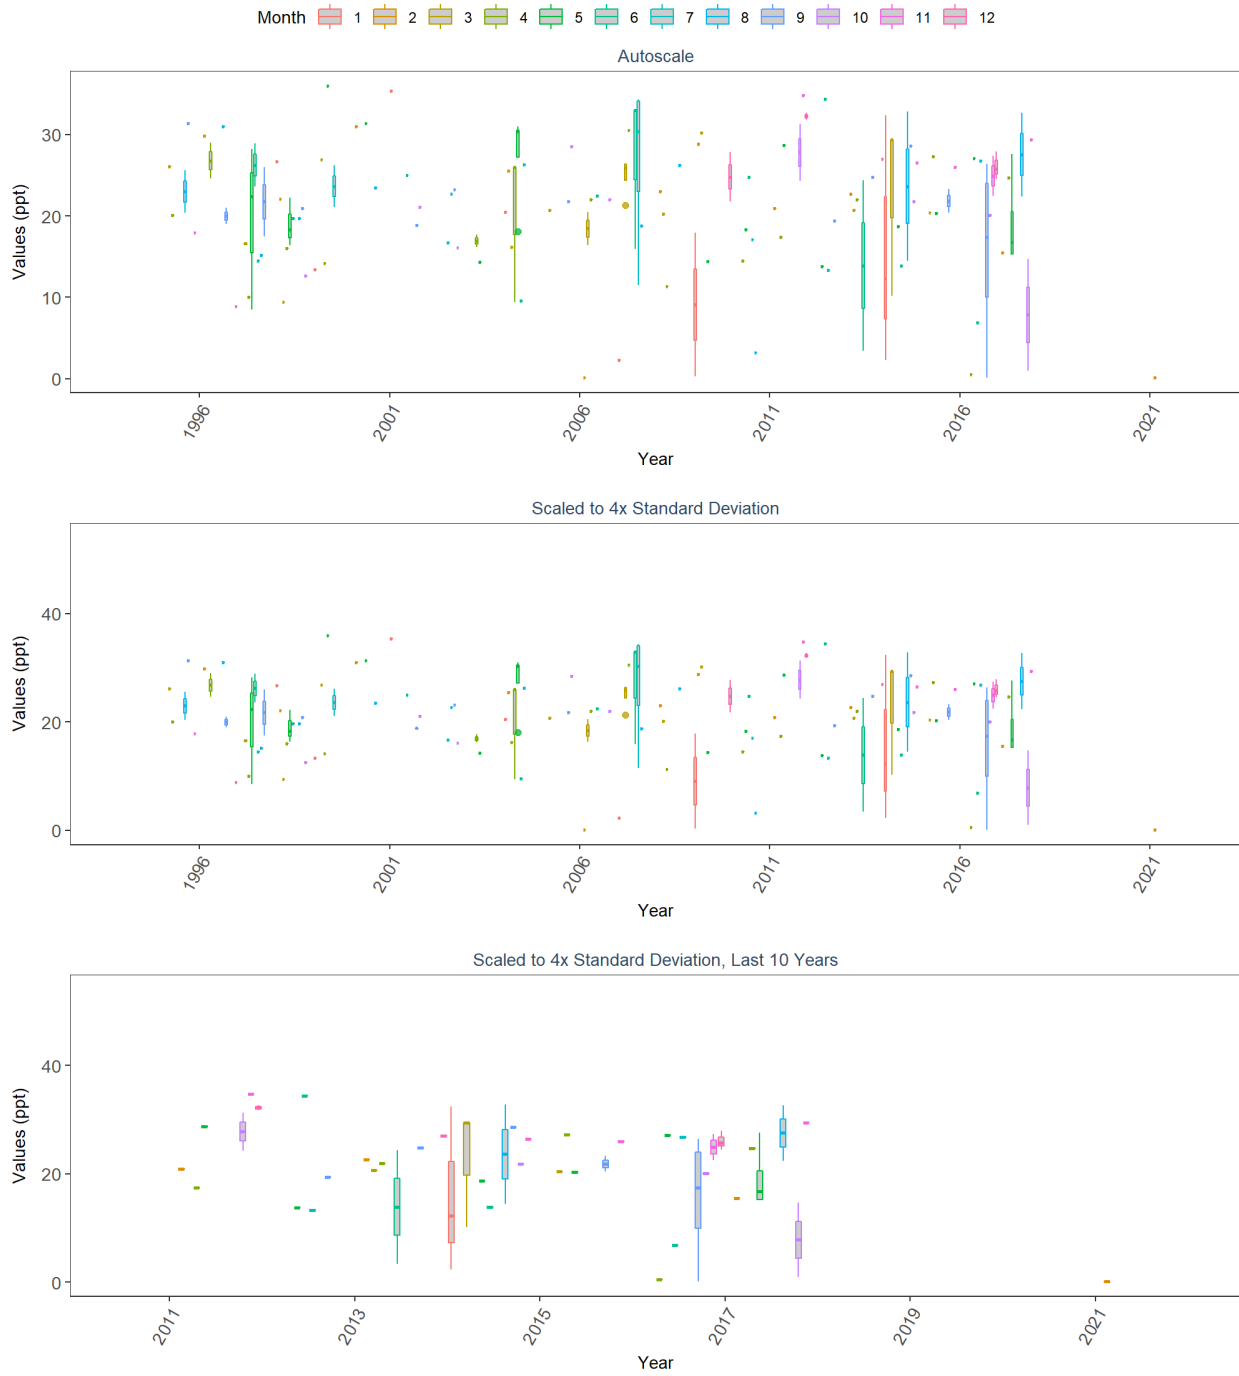 Month 1 2 3 4 5 6 7 8 9 10 11 12
Autoscale
Values (ppt)
30
20
10
0
1996 2001 2006 2011 2016 2021
Year
Scaled to 4x Standard Deviation
Values (ppt)
40
20
0
1996 2001 2006 2011 2016 2021
Year
Scaled to 4x Standard Deviation, Last 10 Years
Values (ppt)
40
20
0
2011 2013 2015 2017 2019 2021
Year